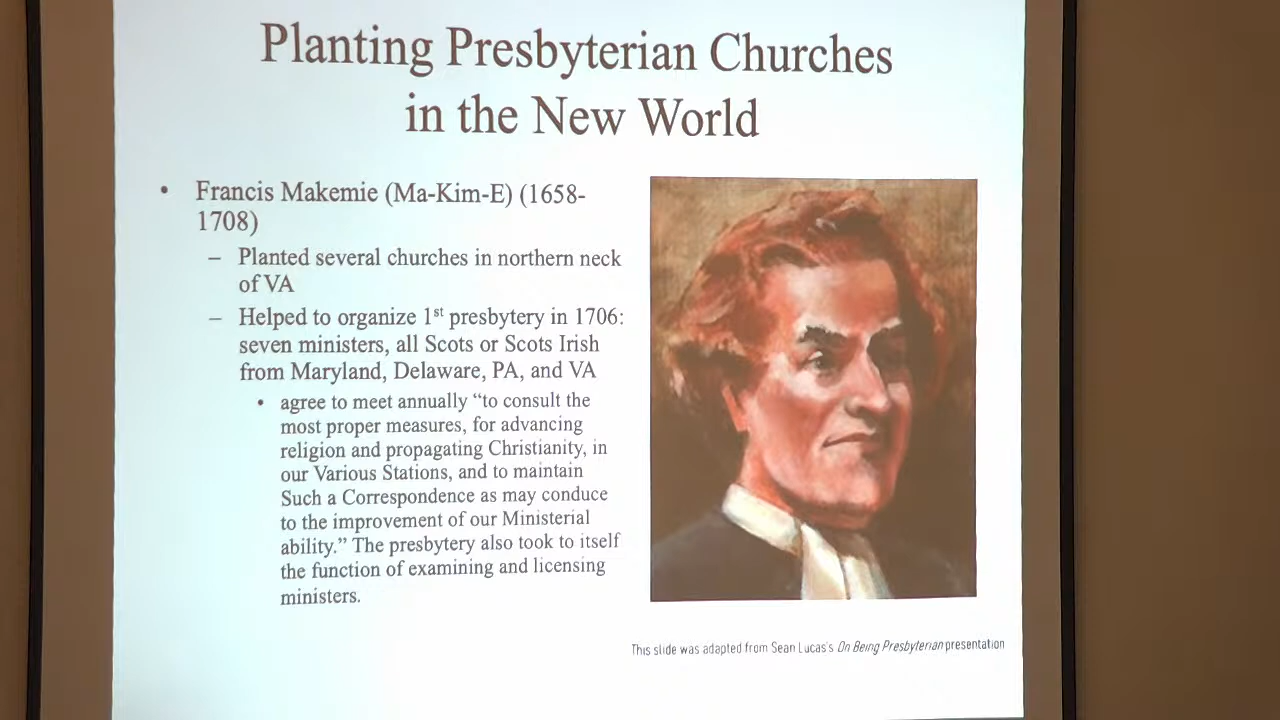 Planting Presbyterian Churches
in the New World
• Francis Makemie (Ma-Kim-E) (1658-
1708)
– Planted several churches in northern neck
of VA
– Helped to organize 1st presbytery in 1706:
seven ministers, all Scots or Scots Irish
from Maryland, Delaware, PA, and VA
• agree to meet annually “to consult the
most proper measures, for advancing
religion and propagating Christianity, in
our Various Stations, and to maintain
Such a Correspondence as may conduce
to the improvement of our Ministerial
ability.” The presbytery also took to itself
the function of examining and licensing
ministers.
This slide was adapted from Sean Lucas's On Being Presbyterian presentation